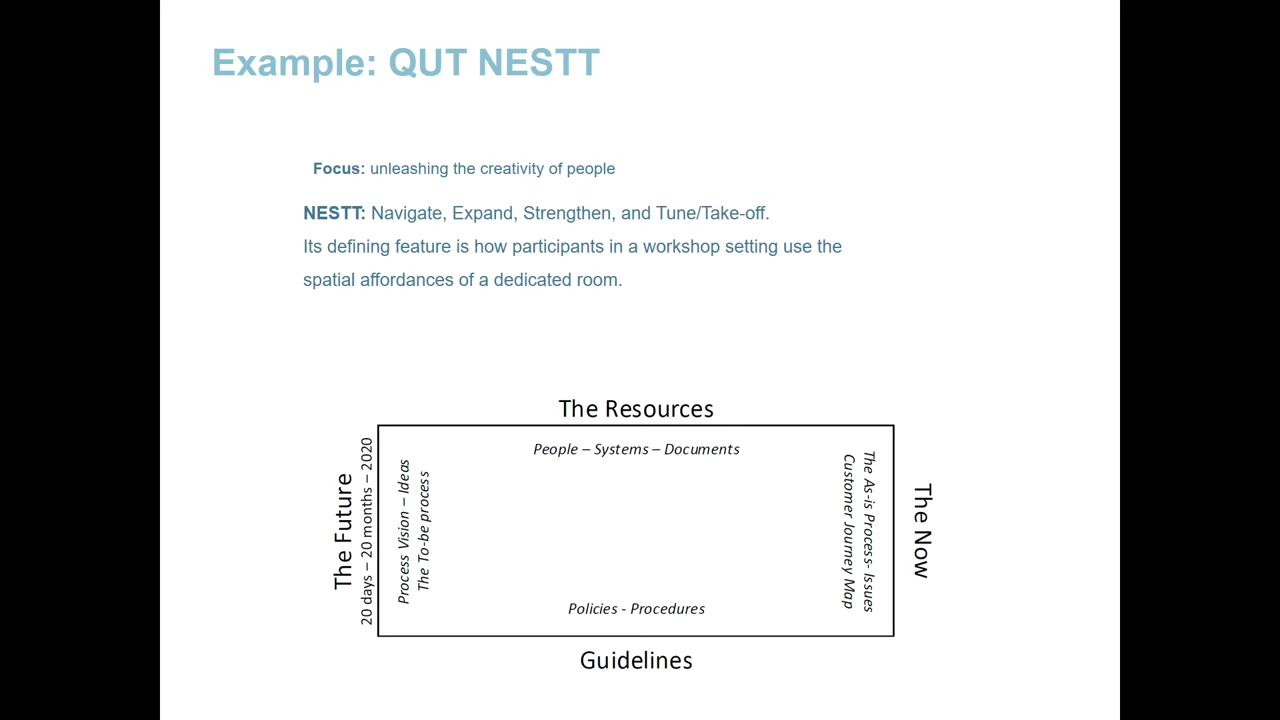 Example: QUT NESTT
Focus: unleashing the creativity of people
NESTT: Navigate, Expand, Strengthen, and Tune/Take-off.
Its defining feature is how participants in a workshop setting use the
spatial affordances of a dedicated room.
The Resources
People – Systems – Documents
The Future
20 days – 20 months – 2020
Process Vision – Ideas
The To-be process
The As-is Process- Issues
Customer Journey Map
The Now
Policies - Procedures
Guidelines